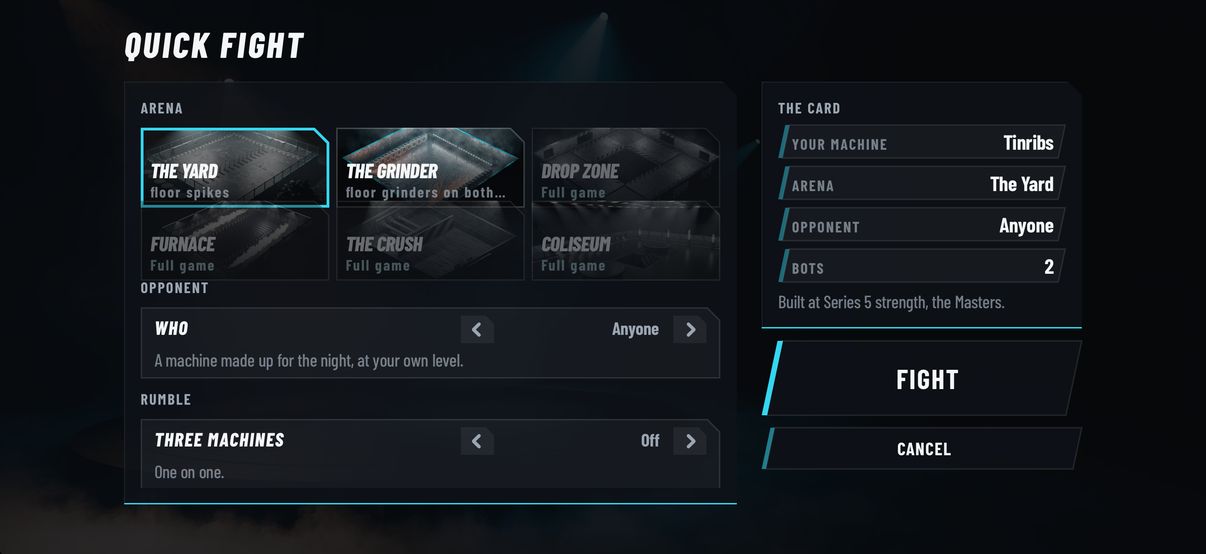 QUICK FIGHT
ARENA
THE YARD
floor spikes
THE GRINDER
floor grinders on both...
DROP ZONE
Full game
FURNACE
Full game
THE CRUSH
Full game
COLISEUM
Full game
OPPONENT
WHO
Anyone
A machine made up for the night, at your own level.
RUMBLE
THREE MACHINES
Off
One on one.
THE CARD
YOUR MACHINE
Tinribs
ARENA
The Yard
OPPONENT
Anyone
BOTS
2
Built at Series 5 strength, the Masters.
FIGHT
CANCEL